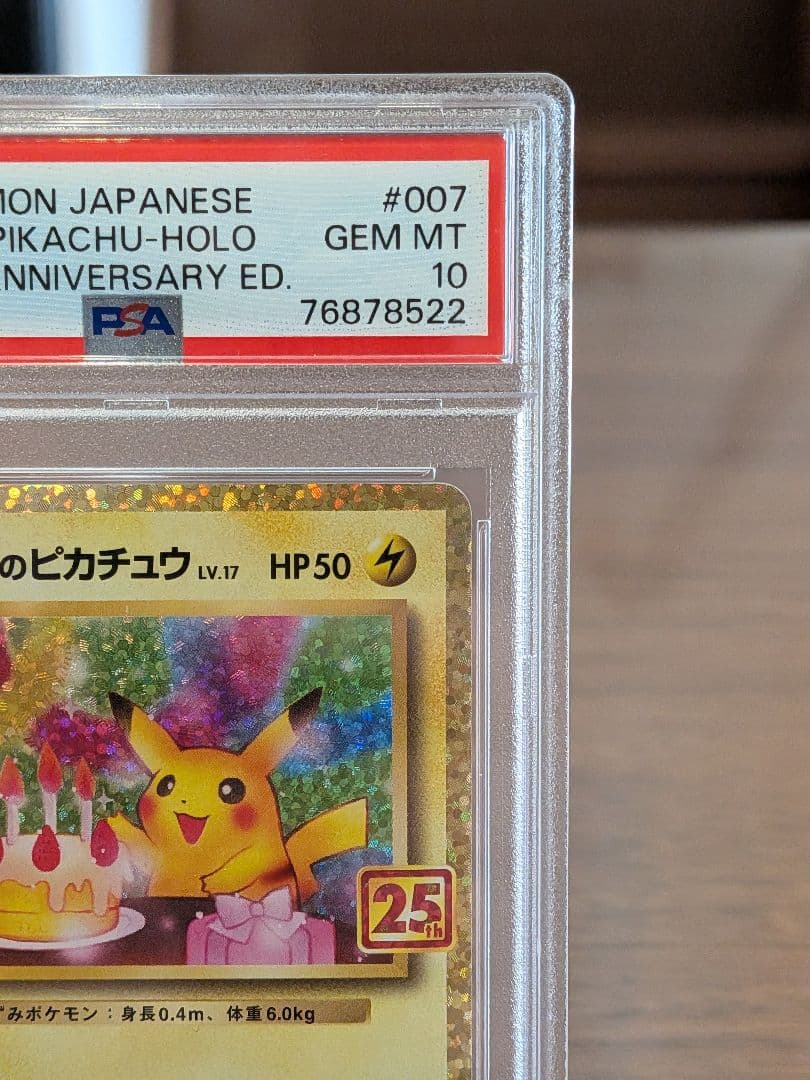 MON JAPANESE #007
PIKACHU-HOLO GEM MT
ANNIVERSARY ED. 10
PSA 76878522
のピカチュウ LV.17 HP50
25th
ずみポケモン：身長0.4m、体重6.0kg